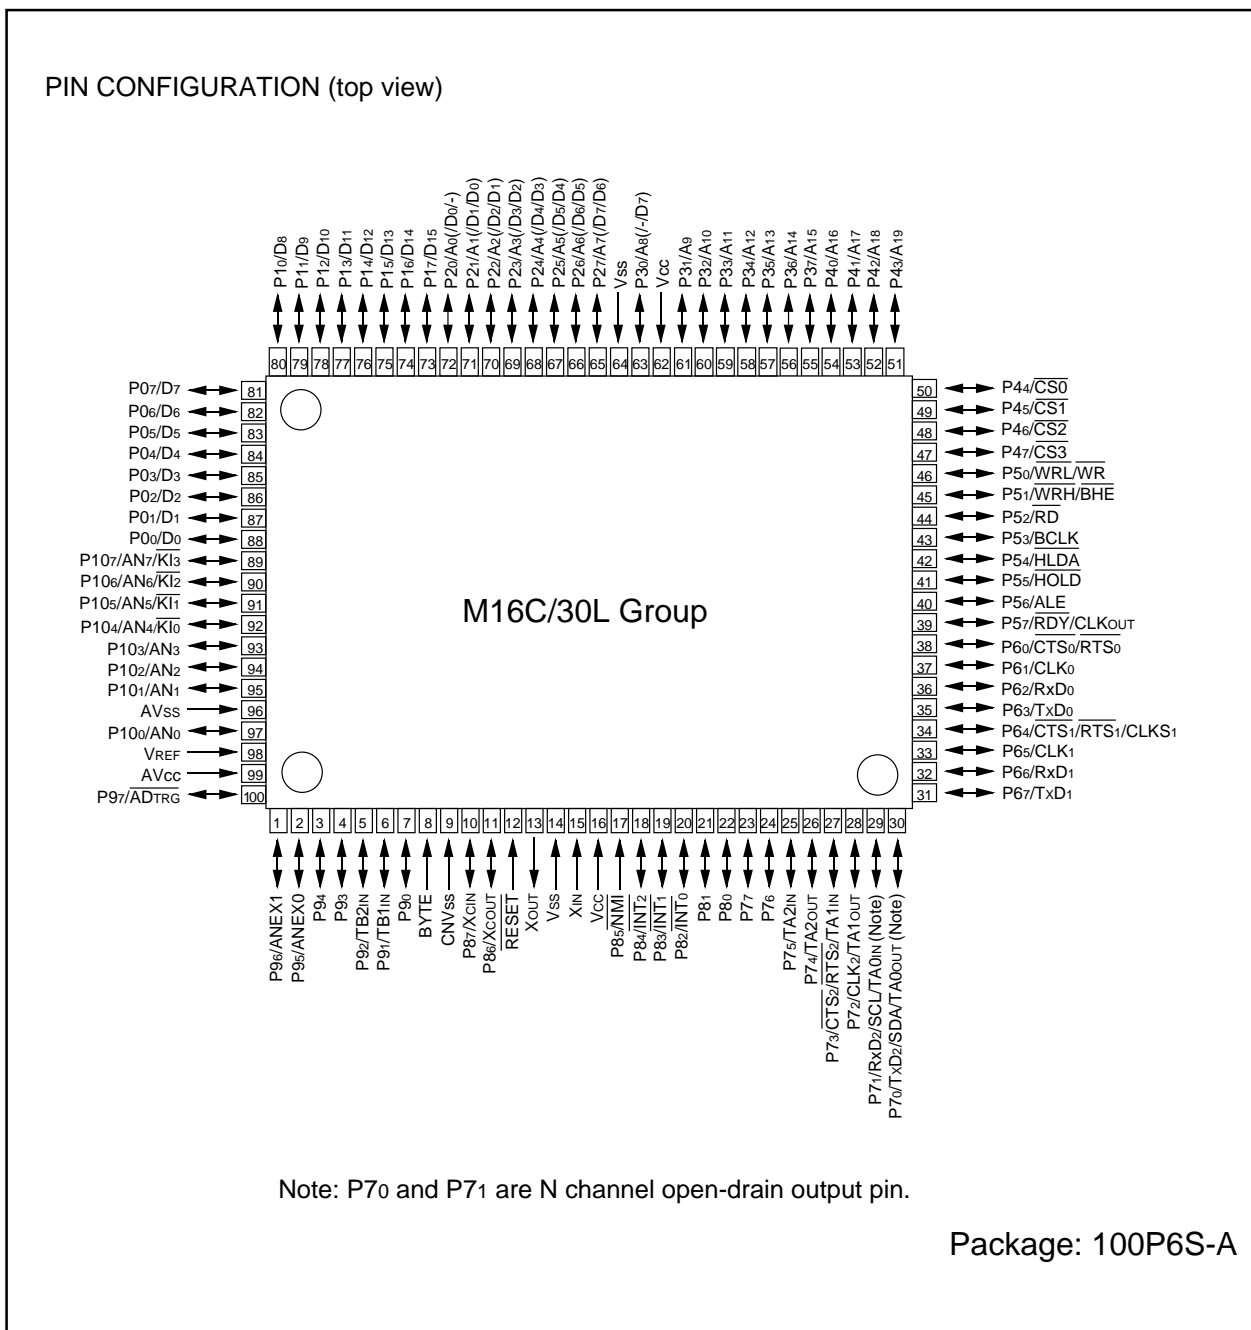 PIN CONFIGURATION (top view)
P10/D8
P11/D9
P12/D10
P13/D11
P14/D12
P15/D13
P16/D14
P17/D15
P20/A0(/D0/-)
P21/A1(/D1/D0)
P22/A2(/D2/D1)
P23/A3(/D3/D2)
P24/A4(/D4/D3)
P25/A5(/D5/D4)
P26/A6(/D6/D5)
P27/A7(/D7/D6)
Vss
P30/A8(/-/D7)
Vcc
P31/A9
P32/A10
P33/A11
P34/A12
P35/A13
P36/A14
P37/A15
P40/A16
P41/A17
P42/A18
P43/A19
80 79 78 77 76 75 74 73 72 71 70 69 68 67 66 65 64 63 62 61 60 59 58 57 56 55 54 53 52 51
P07/D7 81
P06/D6 82
P05/D5 83
P04/D4 84
P03/D3 85
P02/D2 86
P01/D1 87
P00/D0 88
P107/AN7/KI3 89
P106/AN6/KI2 90
P105/AN5/KI1 91
P104/AN4/KI0 92
P103/AN3 93
P102/AN2 94
P101/AN1 95
AVss 96
P100/AN0 97
VREF 98
AVcc 99
P97/ADTRG 100
M16C/30L Group
50 P44/CS0
49 P45/CS1
48 P46/CS2
47 P47/CS3
46 P50/WRL/WR
45 P51/WRH/BHE
44 P52/RD
43 P53/BCLK
42 P54/HLDA
41 P55/HOLD
40 P56/ALE
39 P57/RDY/CLKOUT
38 P60/CTS0/RTS0
37 P61/CLK0
36 P62/RxD0
35 P63/TxD0
34 P64/CTS1/RTS1/CLKS1
33 P65/CLK1
32 P66/RxD1
31 P67/TxD1
1 2 3 4 5 6 7 8 9 10 11 12 13 14 15 16 17 18 19 20 21 22 23 24 25 26 27 28 29 30
P96/ANEX1
P95/ANEX0
P94
P93
P92/TB2IN
P91/TB1IN
P90
BYTE
CNVss
P87/XCIN
P86/XCOUT
RESET
XOUT
Vss
XIN
Vcc
P85/NMI
P84/INT2
P83/INT1
P82/INT0
P81
P80
P77
P76
P75/TA2IN
P74/TA2OUT
P73/CTS2/RTS2/TA1IN
P72/CLK2/TA1OUT
P71/RxD2/SCL/TA0IN (Note)
P70/TxD2/SDA/TA0OUT (Note)
Note: P70 and P71 are N channel open-drain output pin.
Package: 100P6S-A